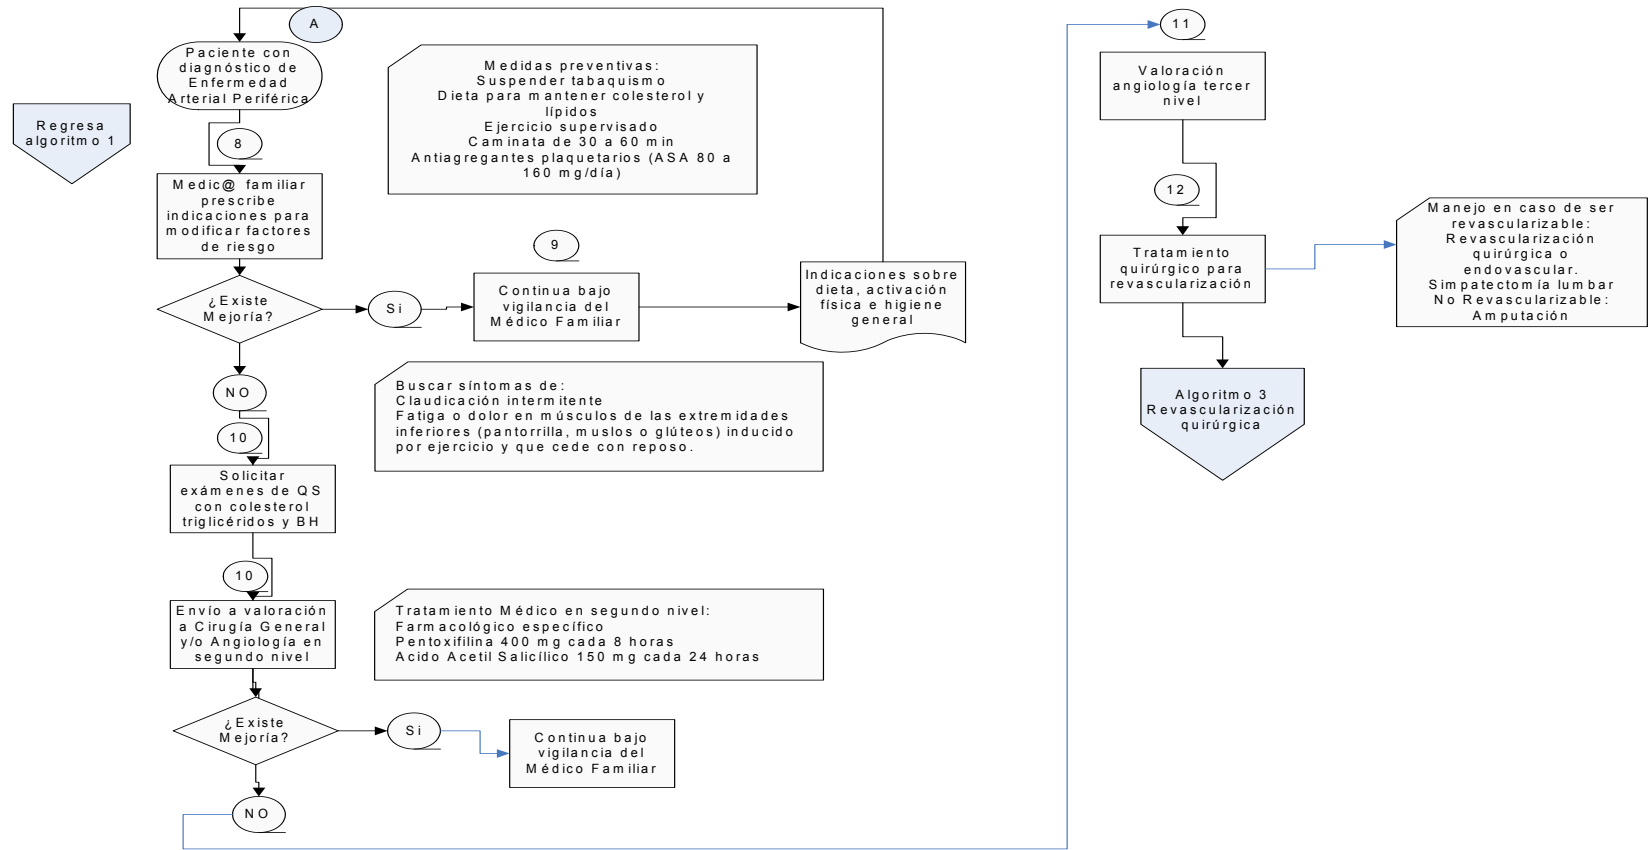 A
Paciente con
diagnóstico de
Enfermedad
Arterial Periférica
Regresa
algoritmo 1
8
Medic@ familiar
prescribe
indicaciones para
modificar factores
de riesgo
Medidas preventivas:
Suspender tabaquismo
Dieta para mantener colesterol y
lípidos
Ejercicio supervisado
Caminata de 30 a 60 min
Antiagregantes plaquetarios (ASA 80 a
160 mg/día)
¿Existe
Mejoría?
Si
9
Continua bajo
vigilancia del
Médico Familiar
Indicaciones sobre
dieta, activación
física e higiene
general
NO
10
Buscar síntomas de:
Claudicación intermitente
Fatiga o dolor en músculos de las extremidades
inferiores (pantorrilla, muslos o glúteos) inducido
por ejercicio y que cede con reposo.
Solicitar
exámenes de QS
con colesterol
triglicéridos y BH
10
Envío a valoración
a Cirugía General
y/o Angiología en
segundo nivel
Tratamiento Médico en segundo nivel:
Farmacológico específico
Pentoxifilina 400 mg cada 8 horas
Acido Acetil Salicílico 150 mg cada 24 horas
¿Existe
Mejoría?
Si
Continua bajo
vigilancia del
Médico Familiar
NO
11
Valoración
angiología tercer
nivel
12
Tratamiento
quirúrgico para
revascularización
Manejo en caso de ser
revascularizable:
Revascularización
quirúrgica o
endovascular.
Simpatectomía lumbar
No Revascularizable:
Amputación
Algoritmo 3
Revascularización
quirúrgica